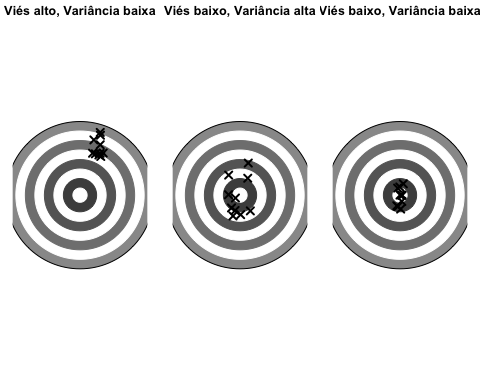 Viés alto, Variância baixa
Viés baixo, Variância alta
Viés baixo, Variância baixa